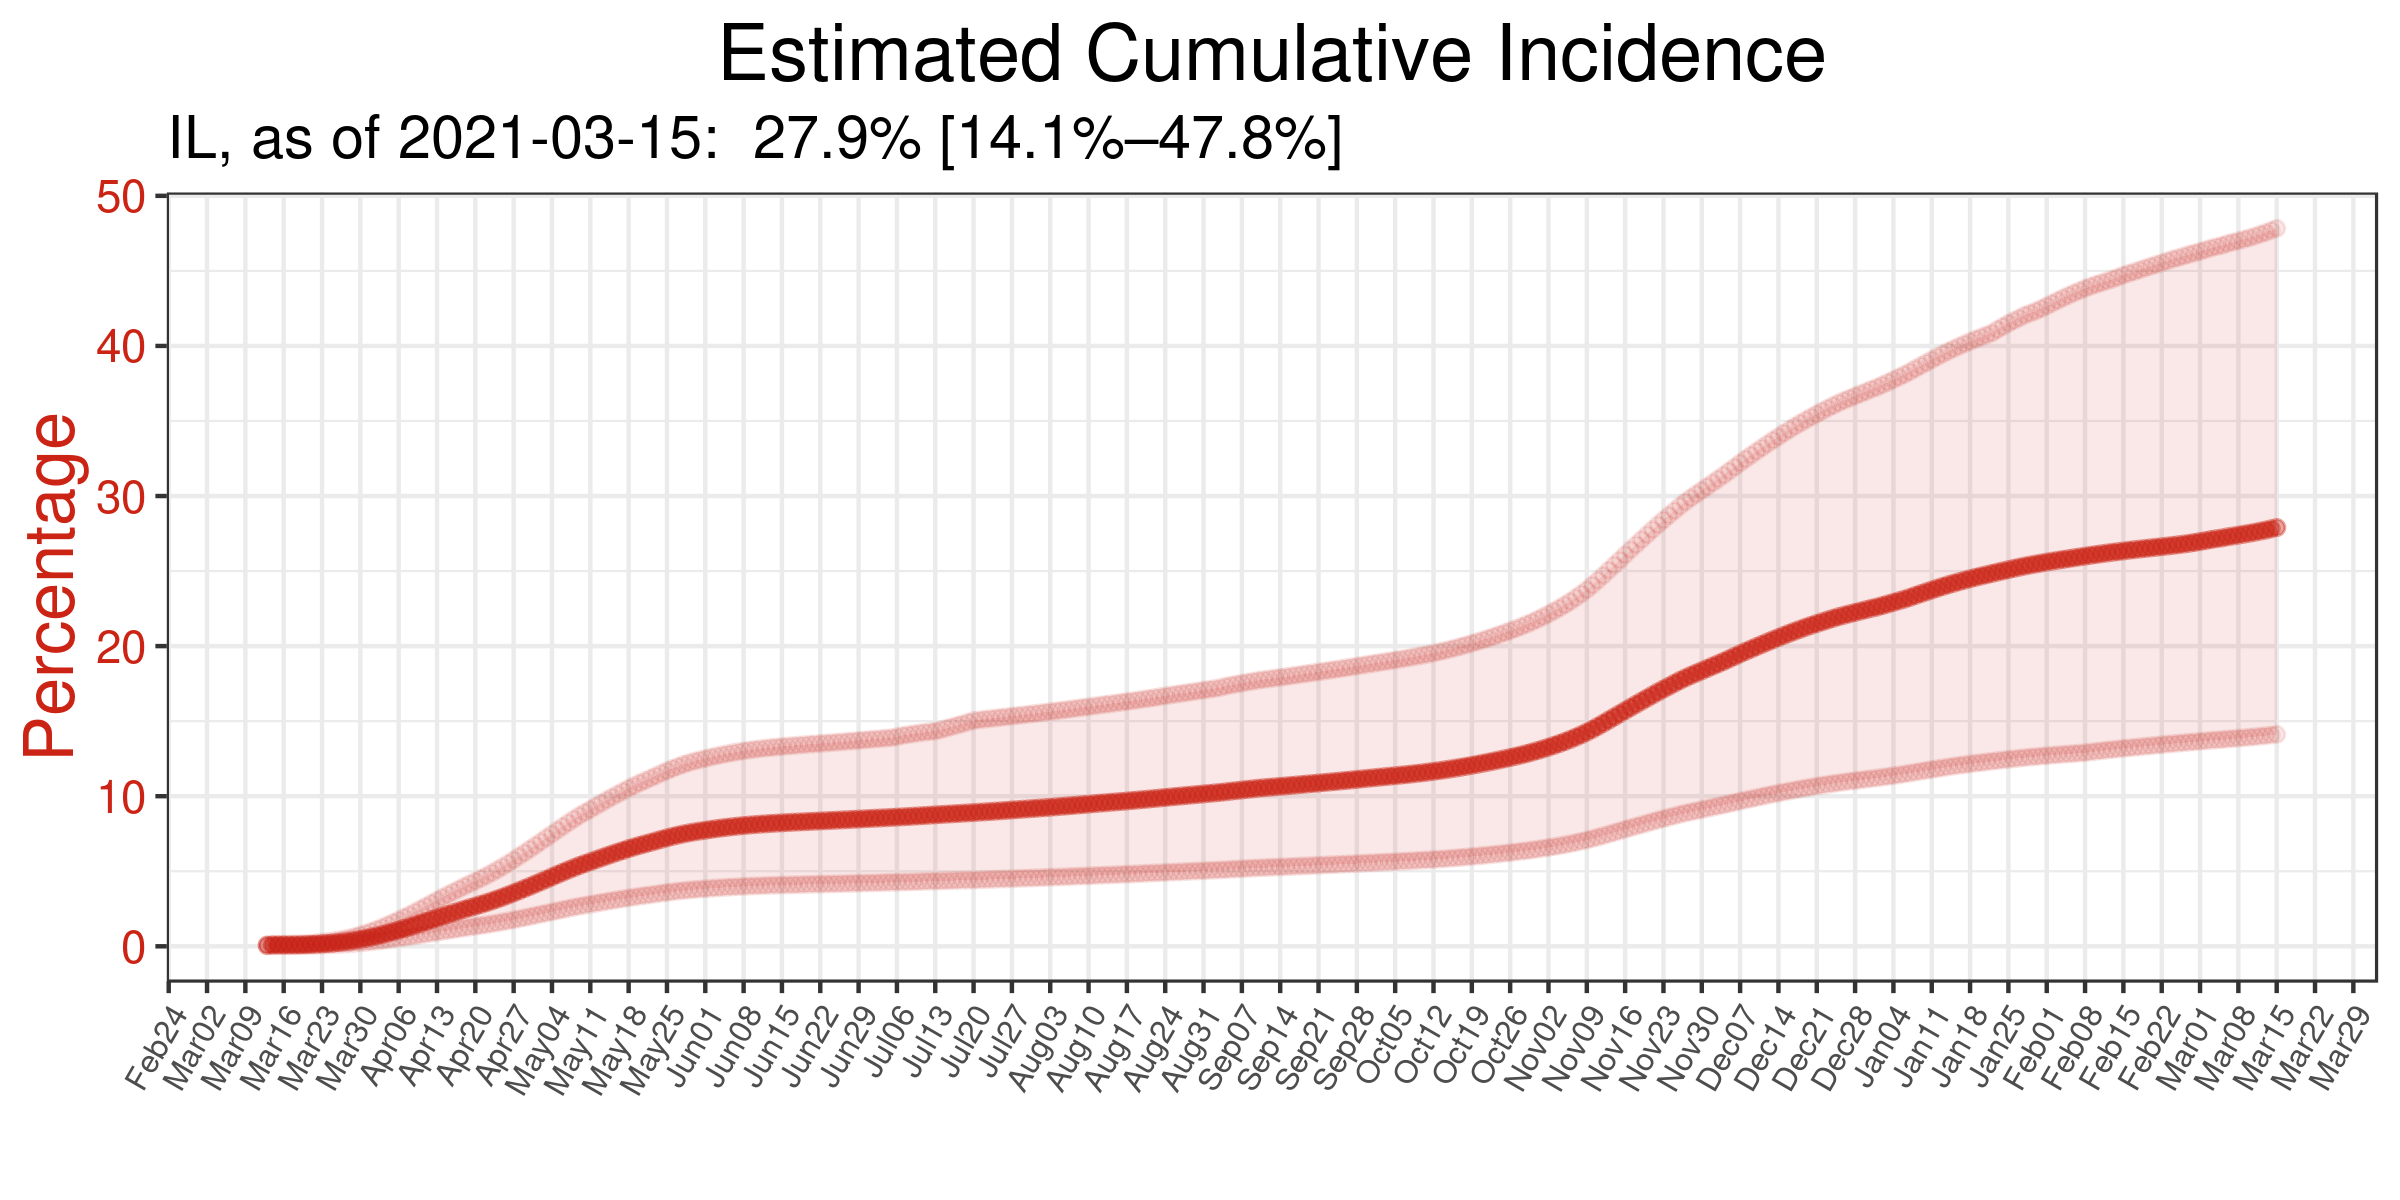 Estimated Cumulative Incidence
IL, as of 2021-03-15:  27.9% [14.1%–47.8%]
Percentage
50
40
30
20
10
0
Feb24
Mar02
Mar09
Mar16
Mar23
Mar30
Apr06
Apr13
Apr20
Apr27
May04
May11
May18
May25
Jun01
Jun08
Jun15
Jun22
Jun29
Jul06
Jul13
Jul20
Jul27
Aug03
Aug10
Aug17
Aug24
Aug31
Sep07
Sep14
Sep21
Sep28
Oct05
Oct12
Oct19
Oct26
Nov02
Nov09
Nov16
Nov23
Nov30
Dec07
Dec14
Dec21
Dec28
Jan04
Jan11
Jan18
Jan25
Feb01
Feb08
Feb15
Feb22
Mar01
Mar08
Mar15
Mar22
Mar29